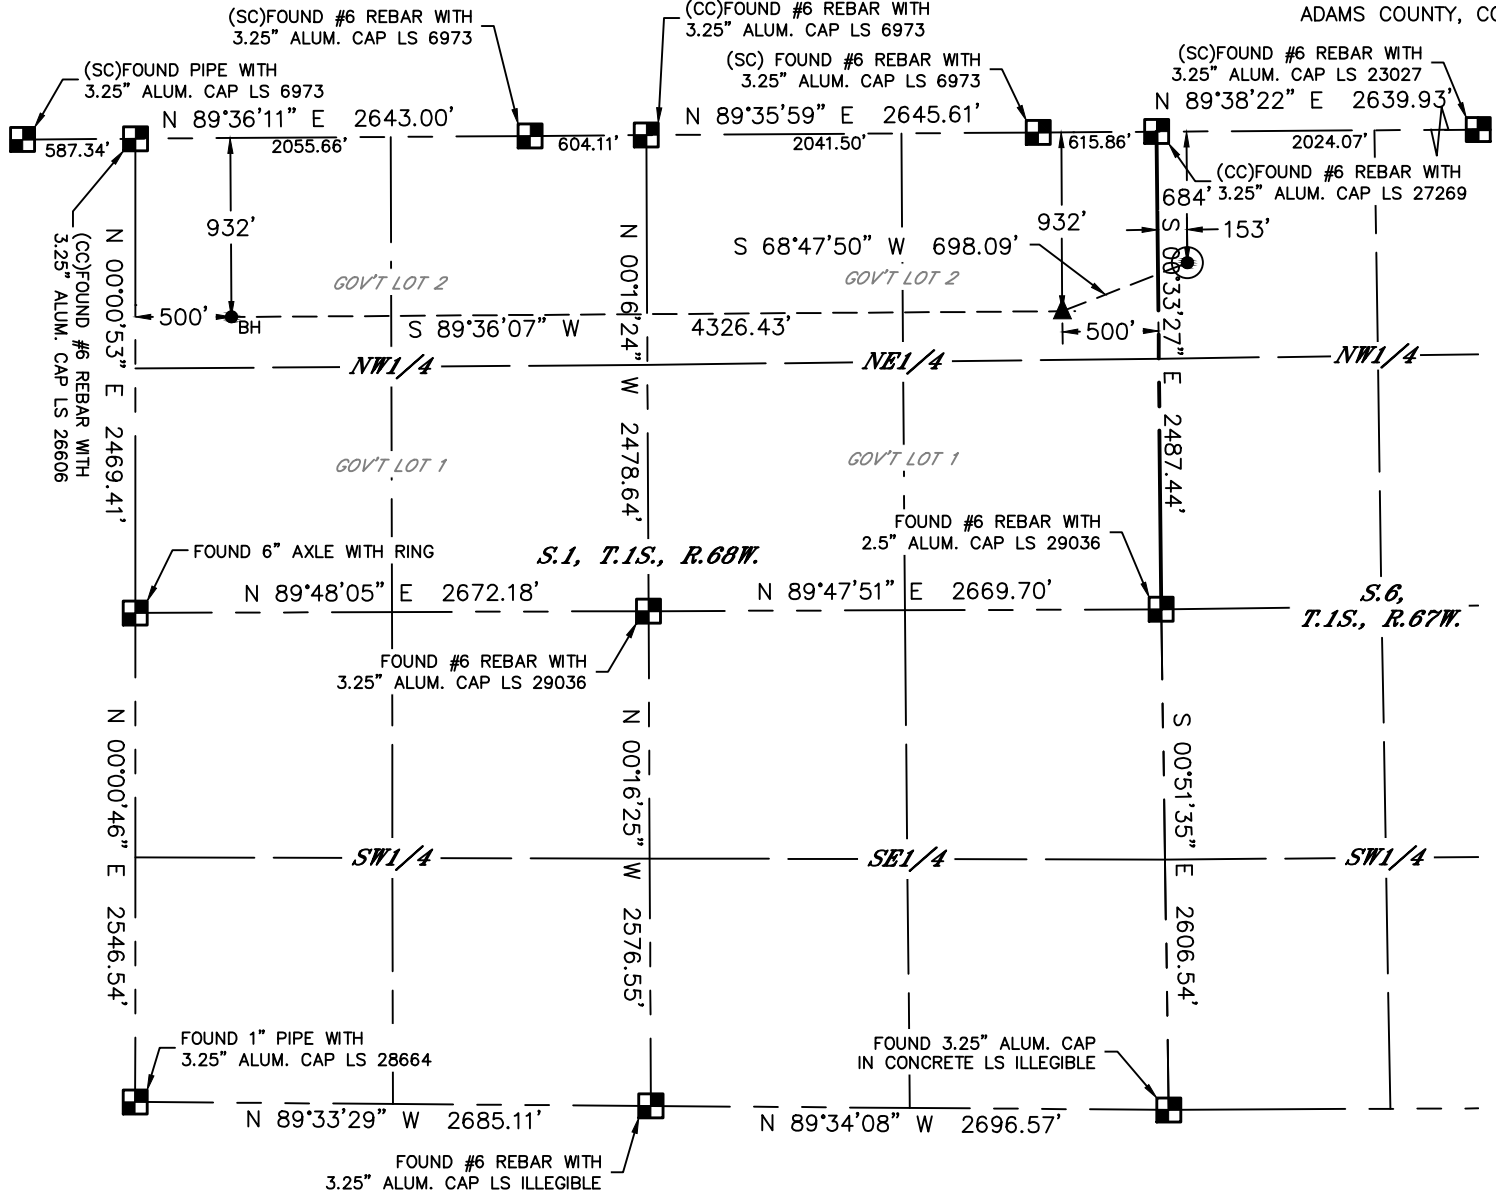 ADAMS COUNTY,
(SC)FOUND #6 REBAR WITH
3.25" ALUM. CAP LS 6973
(CC)FOUND #6 REBAR WITH
3.25" ALUM. CAP LS 6973
(SC)FOUND PIPE WITH
3.25" ALUM. CAP LS 6973
(SC) FOUND #6 REBAR WITH
3.25" ALUM. CAP LS 6973
(SC)FOUND #6 REBAR WITH
3.25" ALUM. CAP LS 23027
N 89°36'11" E 2643.00'
N 89°35'59" E 2645.61'
N 89°38'22" E 2639.93'
587.34'
2055.66'
604.11'
2041.50'
615.86'
2024.07'
(CC)FOUND #6 REBAR WITH
3.25" ALUM. CAP LS 27269
684'
153'
932'
932'
S 68°47'50" W 698.09'
GOV'T LOT 2
GOV'T LOT 2
500'
BH
S 89°36'07" W 4326.43'
500'
(CC)FOUND #6 REBAR WITH
3.25" ALUM. CAP LS 26606
N 00°00'53" E 2469.41'
N 00°16'24" W 2478.64'
S 00°33'27" E 2487.44'
NW1/4
NE1/4
NW1/4
GOV'T LOT 1
GOV'T LOT 1
FOUND #6 REBAR WITH
2.5" ALUM. CAP LS 29036
FOUND 6" AXLE WITH RING
S.1, T.1S., R.68W.
N 89°48'05" E 2672.18'
N 89°47'51" E 2669.70'
S.6,
T.1S., R.67W.
FOUND #6 REBAR WITH
3.25" ALUM. CAP LS 29036
N 00°00'46" E 2546.54'
N 00°16'25" W 2576.55'
S 00°51'35" E 2606.54'
SW1/4
SE1/4
SW1/4
FOUND 1" PIPE WITH
3.25" ALUM. CAP LS 28664
FOUND 3.25" ALUM. CAP
IN CONCRETE LS ILLEGIBLE
N 89°33'29" W 2685.11'
N 89°34'08" W 2696.57'
FOUND #6 REBAR WITH
3.25" ALUM. CAP LS ILLEGIBLE